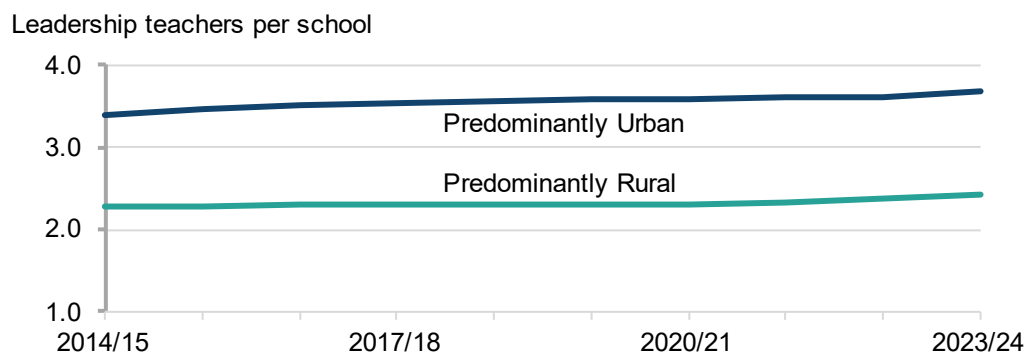 Leadership teachers per school
4.0
Predominantly Urban
3.0
Predominantly Rural
2.0
1.0
2014/15 2017/18 2020/21 2023/24